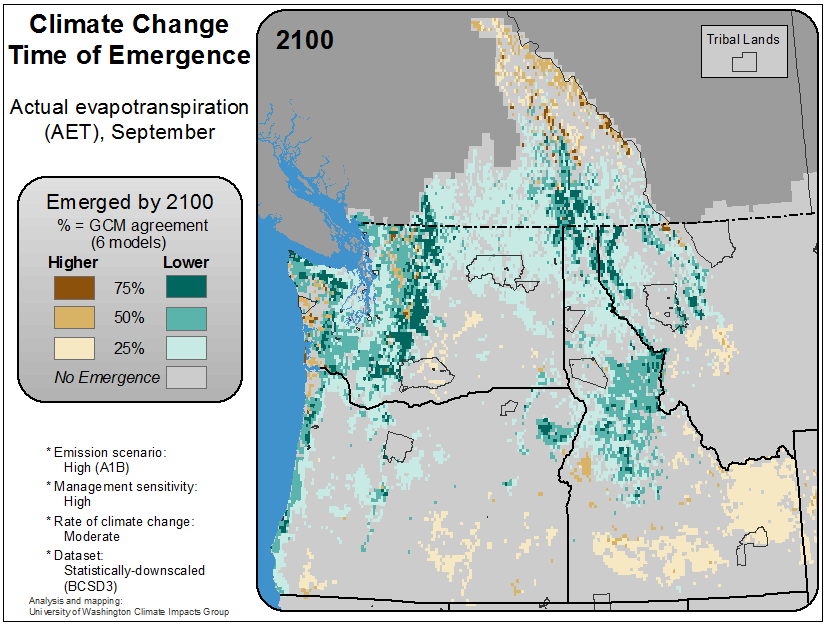 Climate Change
Time of Emergence
Actual evapotranspiration
(AET), September
Emerged by 2100
% = GCM agreement
(6 models)
Higher Lower
75%
50%
25%
No Emergence
* Emission scenario:
High (A1B)
* Management sensitivity:
High
* Rate of climate change:
Moderate
* Dataset:
Statistically-downscaled
(BCSD3)
Analysis and mapping:
University of Washington Climate Impacts Group
2100
Tribal Lands